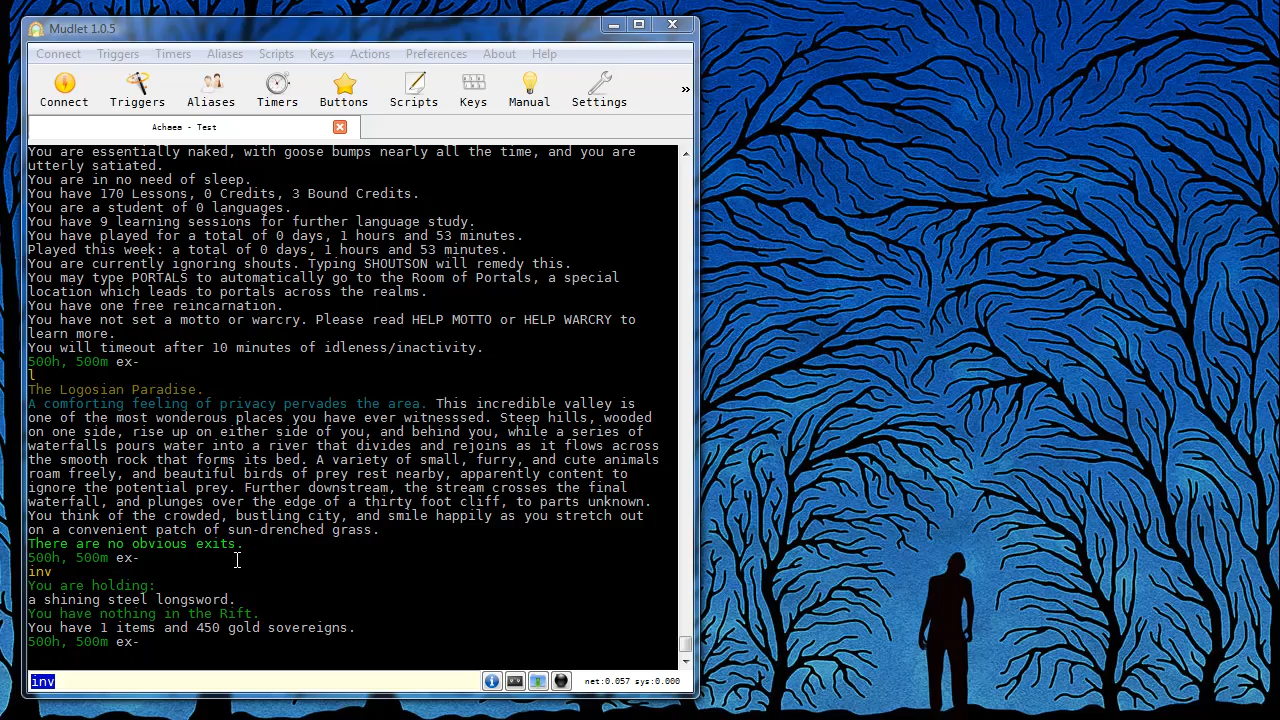 Mudlet 1.0.5
Connect Triggers Timers Aliases Scripts Keys Actions Preferences About Help
Connect Triggers Aliases Timers Buttons Scripts Keys Manual Settings »
Achaea - Test
You are essentially naked, with goose bumps nearly all the time, and you are
utterly satiated.
You are in no need of sleep.
You have 170 Lessons, 0 Credits, 3 Bound Credits.
You are a student of 0 languages.
You have 9 learning sessions for further language study.
You have played for a total of 0 days, 1 hours and 53 minutes.
Played this week: a total of 0 days, 1 hours and 53 minutes.
You are currently ignoring shouts. Typing SHOUTSON will remedy this.
You may type PORTALS to automatically go to the Room of Portals, a special
location which leads to portals across the realms.
You have one free reincarnation.
You have not set a motto or warcry. Please read HELP MOTTO or HELP WARCRY to
learn more.
You will timeout after 10 minutes of idleness/inactivity.
500h, 500m ex-
l
The Logosian Paradise.
A comforting feeling of privacy pervades the area. This incredible valley is
one of the most wonderous places you have ever witnesssed. Steep hills, wooded
on one side, rise up on either side of you, and behind you, while a series of
waterfalls pours water into a river that divides and rejoins as it flows across
the smooth rock that forms its bed. A variety of small, furry, and cute animals
roam freely, and beautiful birds of prey rest nearby, apparently content to
ignore the potential prey. Further downstream, the stream crosses the final
waterfall, and plunges over the edge of a thirty foot cliff, to parts unknown.
You think of the crowded, bustling city, and smile happily as you stretch out
on a convenient patch of sun-drenched grass.
There are no obvious exits.
500h, 500m ex-
inv
You are holding:
a shining steel longsword.
You have nothing in the Rift.
You have 1 items and 450 gold sovereigns.
500h, 500m ex-
inv
net:0.057 sys:0.000